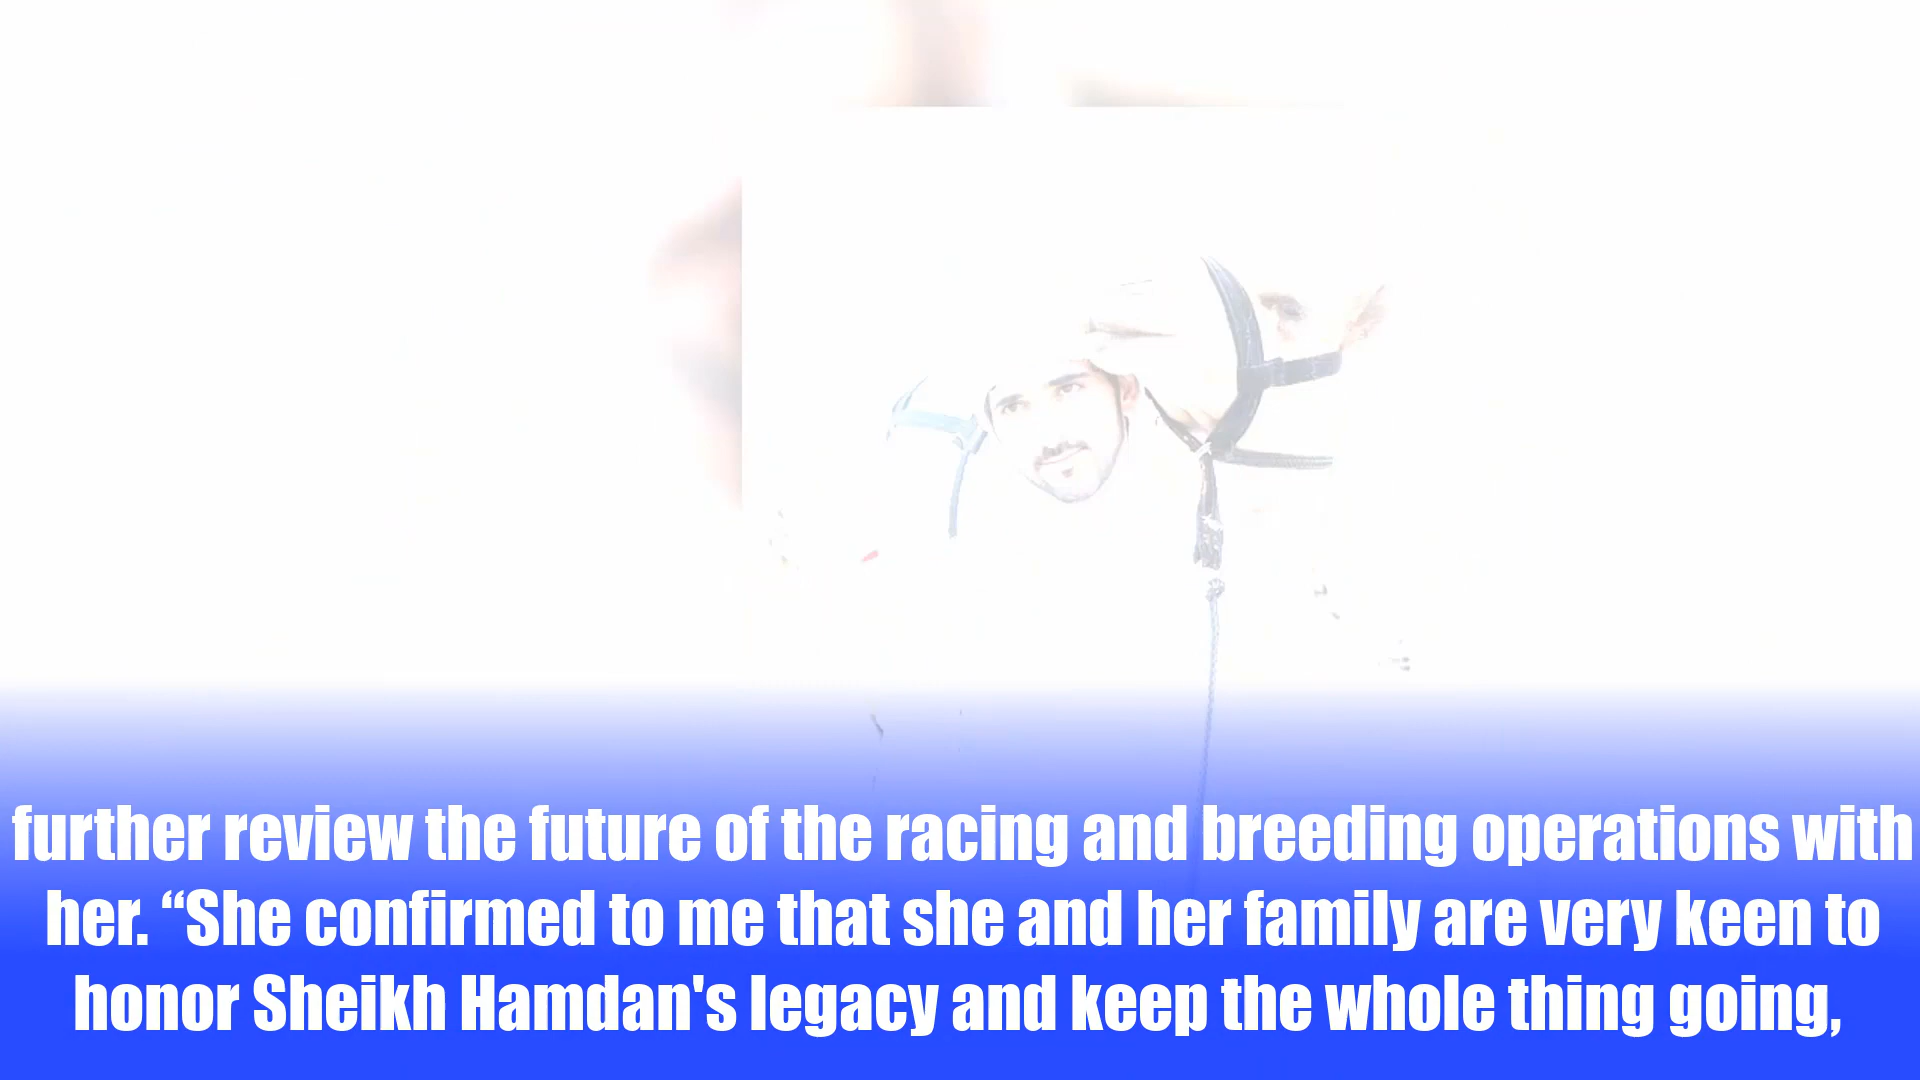 further review the future of the racing and breeding operations with
her. “She confirmed to me that she and her family are very keen to
honor Sheikh Hamdan's legacy and keep the whole thing going,